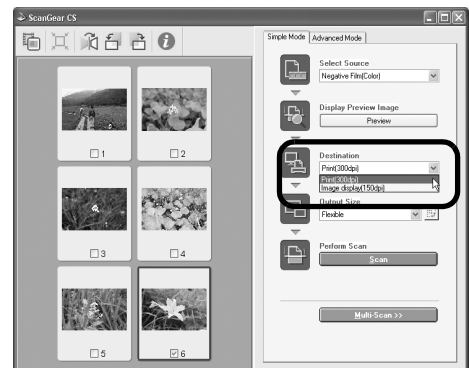 ScanGear CS
Simple Mode
Advanced Mode
Select Source
Negative Film(Color)
Display Preview Image
Preview
Destination
Print(300dpi)
Print(300dpi)
Image display(150dpi)
Output Size
Flexible
Perform Scan
Scan
Multi-Scan >>
1
2
3
4
5
6